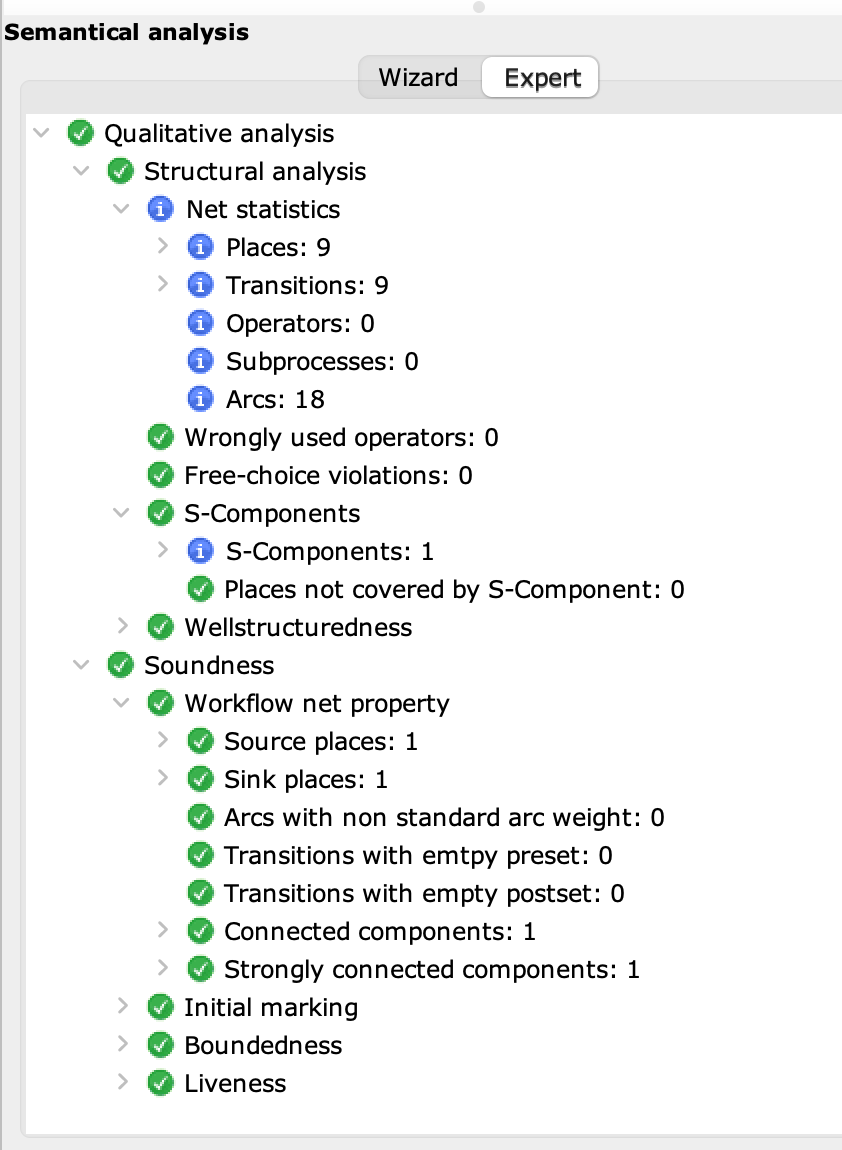 Semantical analysis
Wizard Expert
Qualitative analysis
Structural analysis
Net statistics
Places: 9
Transitions: 9
Operators: 0
Subprocesses: 0
Arcs: 18
Wrongly used operators: 0
Free-choice violations: 0
S-Components
S-Components: 1
Places not covered by S-Component: 0
Wellstructuredness
Soundness
Workflow net property
Source places: 1
Sink places: 1
Arcs with non standard arc weight: 0
Transitions with emtpy preset: 0
Transitions with empty postset: 0
Connected components: 1
Strongly connected components: 1
Initial marking
Boundedness
Liveness